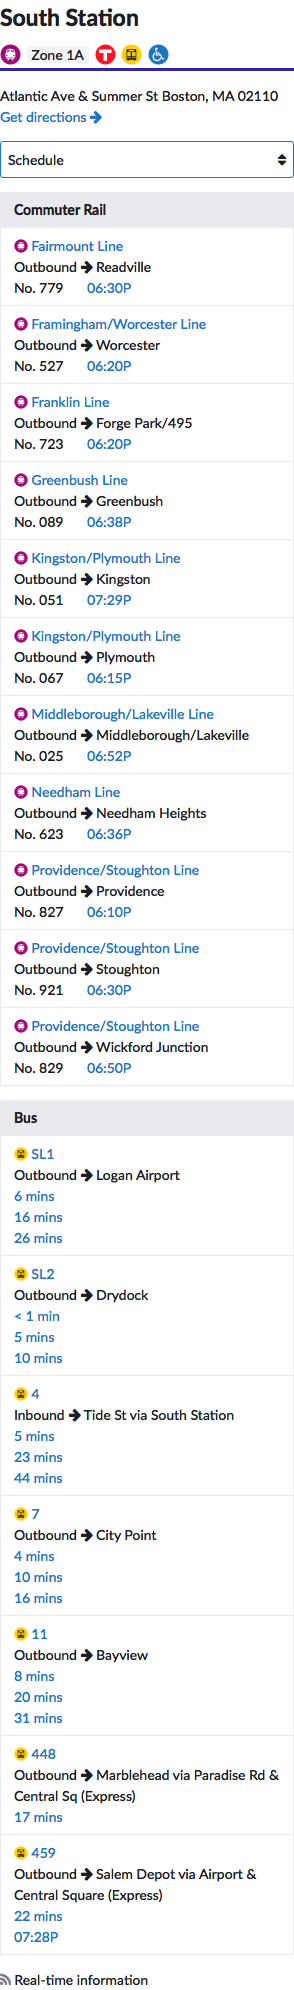 South Station
Zone 1A T
Atlantic Ave & Summer St Boston, MA 02110
Get directions
Schedule
Commuter Rail
Fairmount Line
Outbound → Readville
No. 779 06:30P
Framingham/Worcester Line
Outbound → Worcester
No. 527 06:20P
Franklin Line
Outbound → Forge Park/495
No. 723 06:20P
Greenbush Line
Outbound → Greenbush
No. 089 06:38P
Kingston/Plymouth Line
Outbound → Kingston
No. 051 07:29P
Kingston/Plymouth Line
Outbound → Plymouth
No. 067 06:15P
Middleborough/Lakeville Line
Outbound → Middleborough/Lakeville
No. 025 06:52P
Needham Line
Outbound → Needham Heights
No. 623 06:36P
Providence/Stoughton Line
Outbound → Providence
No. 827 06:10P
Providence/Stoughton Line
Outbound → Stoughton
No. 921 06:30P
Providence/Stoughton Line
Outbound → Wickford Junction
No. 829 06:50P
Bus
SL1
Outbound → Logan Airport
6 mins
16 mins
26 mins
SL2
Outbound → Drydock
< 1 min
5 mins
10 mins
4
Inbound → Tide St via South Station
5 mins
23 mins
44 mins
7
Outbound → City Point
4 mins
10 mins
16 mins
11
Outbound → Bayview
8 mins
20 mins
31 mins
448
Outbound → Marblehead via Paradise Rd &
Central Sq (Express)
17 mins
459
Outbound → Salem Depot via Airport &
Central Square (Express)
22 mins
07:28P
Real-time information